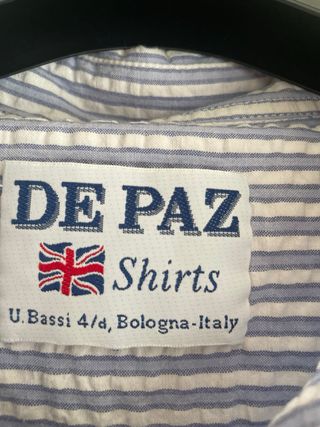 DE PAZ
Shirts
U. Bassi 4/d, Bologna-Italy